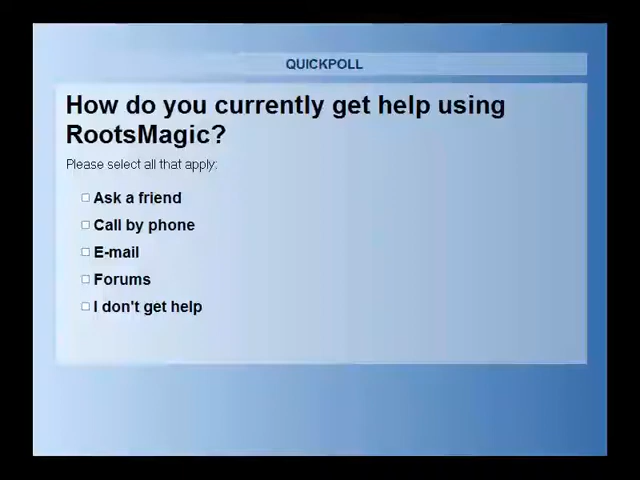 QUICKPOLL
How do you currently get help using
RootsMagic?
Please select all that apply:
Ask a friend
Call by phone
E-mail
Forums
I don't get help